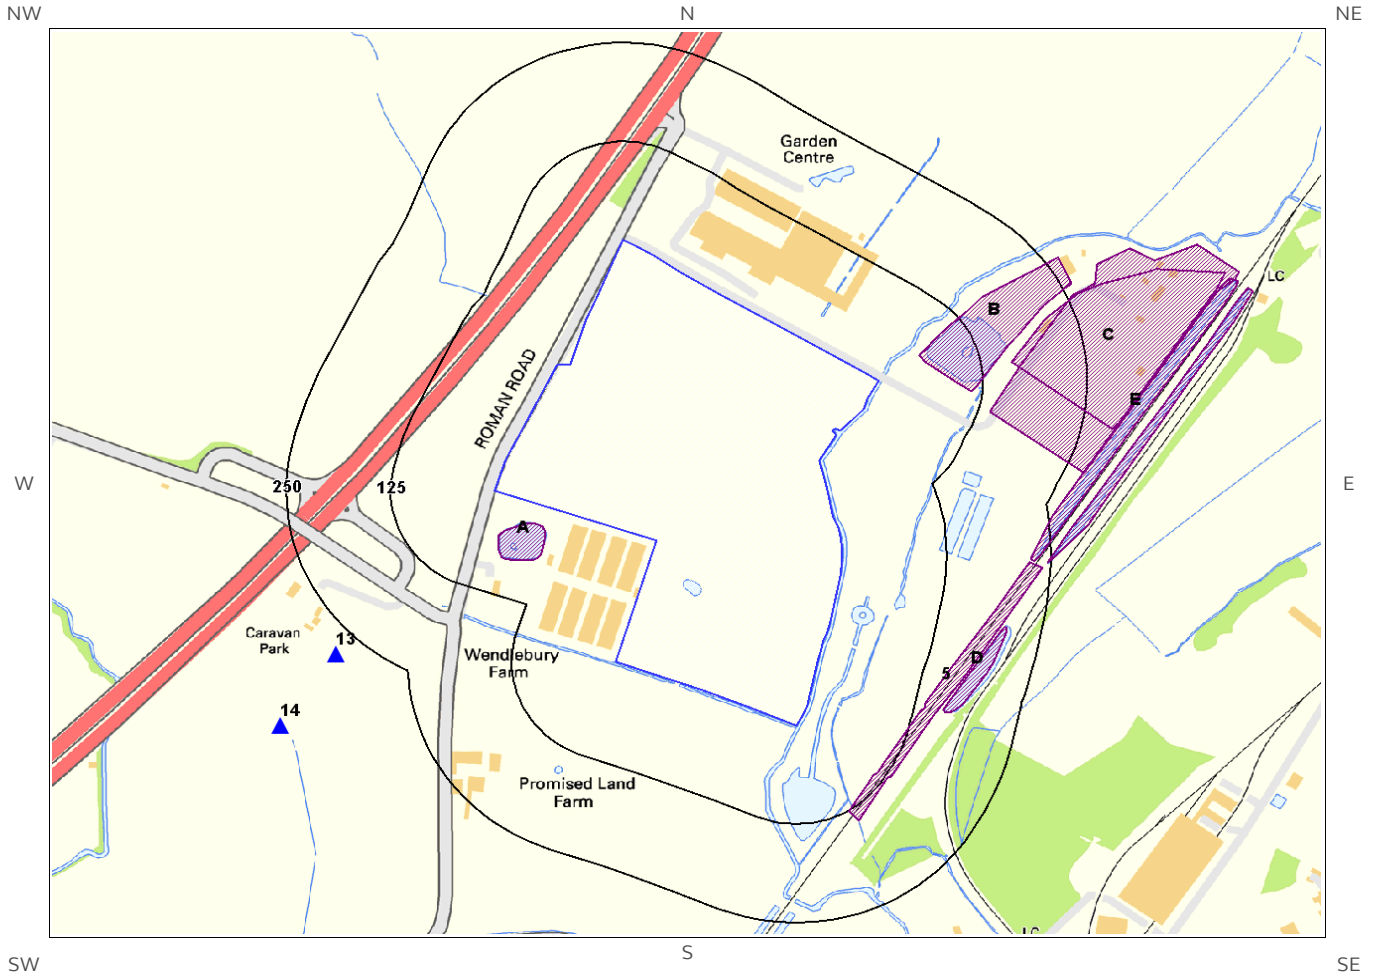 NW
N
NE
Garden
Centre
LC
B
C
ROMAN ROAD
E
W
250
125
E
A
13
Caravan
Park
Wendlebury
Farm
D
5
14
Promised Land
Farm
SW
S
SE